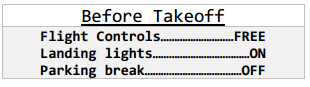 Before Takeoff
Flight Controls……………………FREE
Landing lights……………………………ON
Parking break……………………………OFF